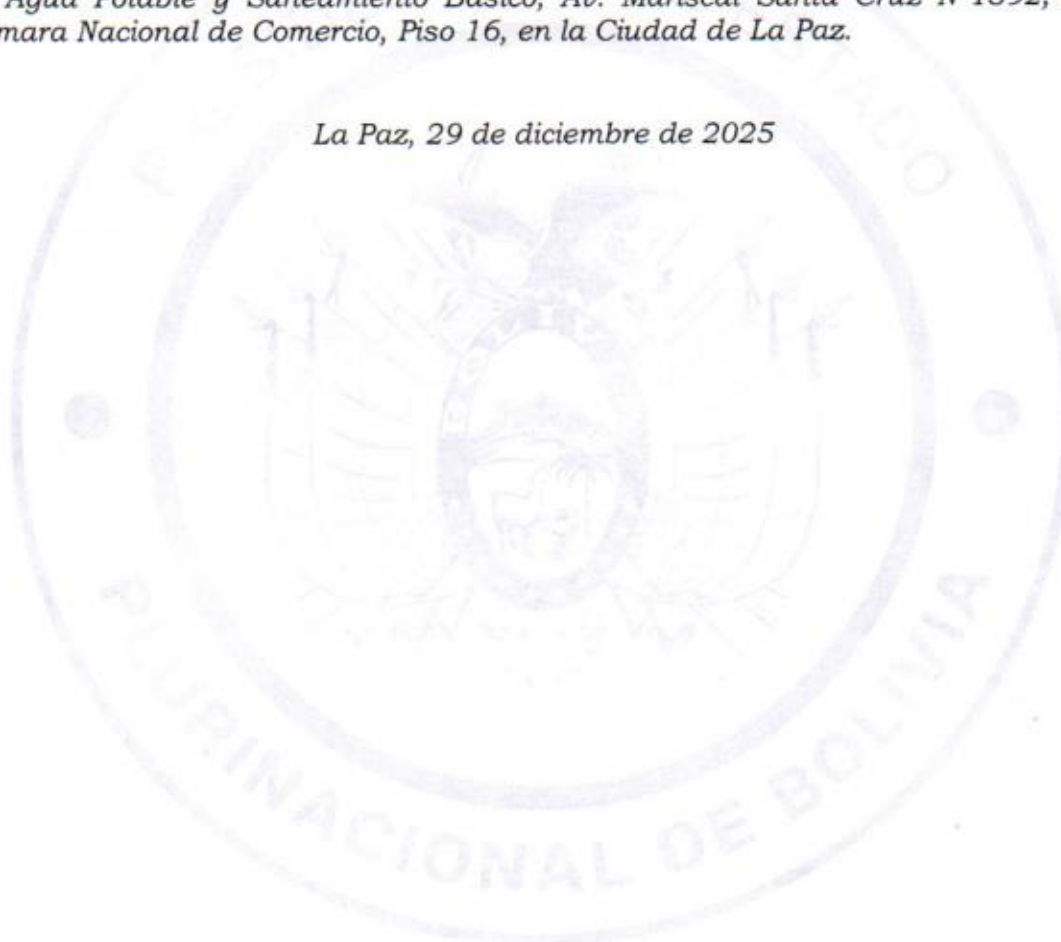 Agua Potable y Saneamiento Básico, Av. Mariscal Santa Cruz N°1392,
mara Nacional de Comercio, Piso 16, en la Ciudad de La Paz.
La Paz, 29 de diciembre de 2025
TADO
PLURINACIONAL DE BOLIVIA